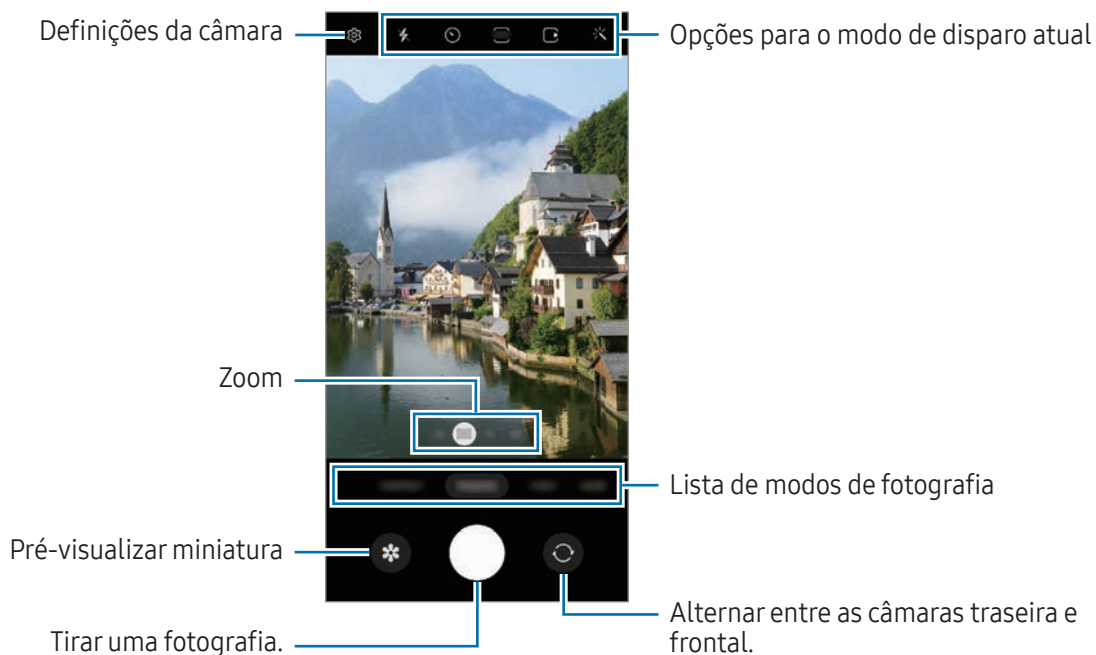 Definições da câmara
Opções para o modo de disparo atual
Zoom
Lista de modos de fotografia
Pré-visualizar miniatura
Tirar uma fotografia.
Alternar entre as câmaras traseira e
frontal.